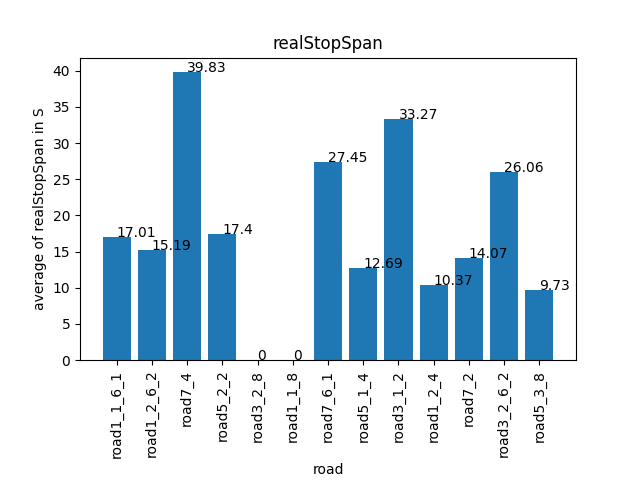 realStopSpan
average of realStopSpan in S
40
35
30
25
20
15
10
5
0
17.01
15.19
39.83
17.4
0
0
27.45
12.69
33.27
10.37
14.07
26.06
9.73
road1_1_6_1
road1_2_6_2
road7_4
road5_2_2
road3_2_8
road1_1_8
road7_6_1
road5_1_4
road3_1_2
road1_2_4
road7_2
road3_2_6_2
road5_3_8
road